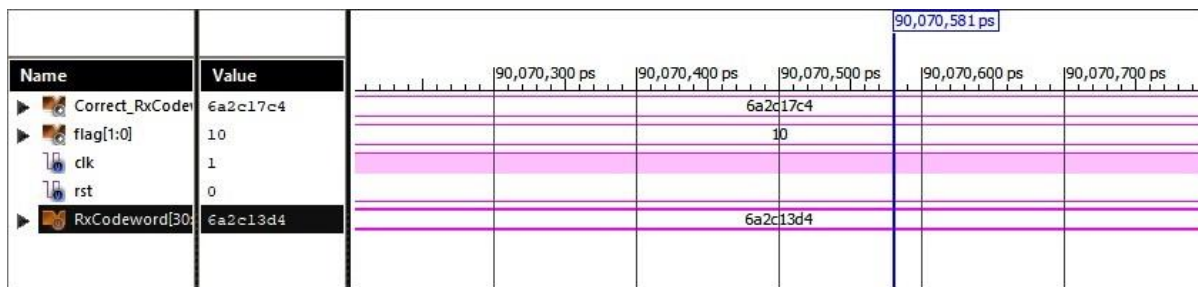 90,070,581 ps
Name Value 90,070,300 ps 90,070,400 ps 90,070,500 ps 90,070,600 ps 90,070,700 ps
Correct_RxCodew 6a2c17c4 6a2c17c4
flag[1:0] 10 10
clk 1
rst 0
RxCodeword[30: 6a2c13d4 6a2c13d4